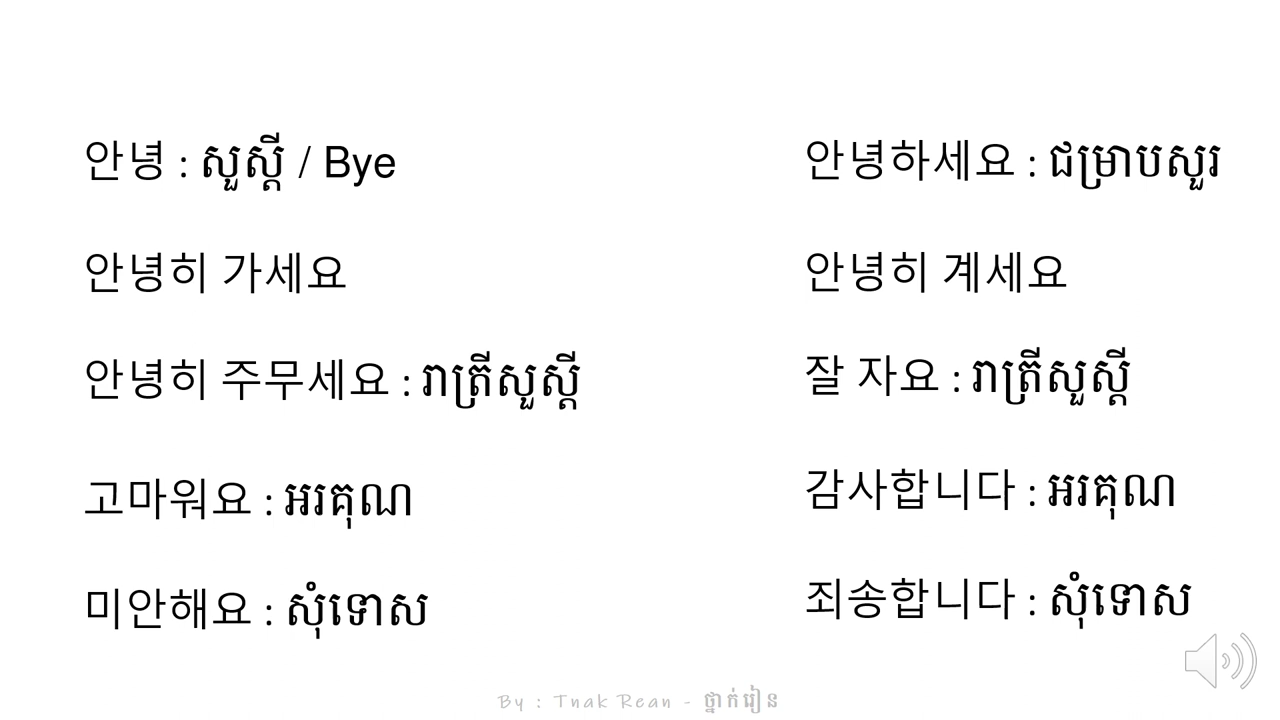 안녕 : សួស្តី / Bye
안녕하세요 : ជម្រាបសួរ
안녕히 가세요
안녕히 계세요
안녕히 주무세요 : រាត្រីសួស្តី
잘 자요 : រាត្រីសួស្តី
고마워요 : អរគុណ
감사합니다 : អរគុណ
미안해요 : សុំទោស
죄송합니다 : សុំទោស
By : Tnak Rean - ថ្នាក់រៀន